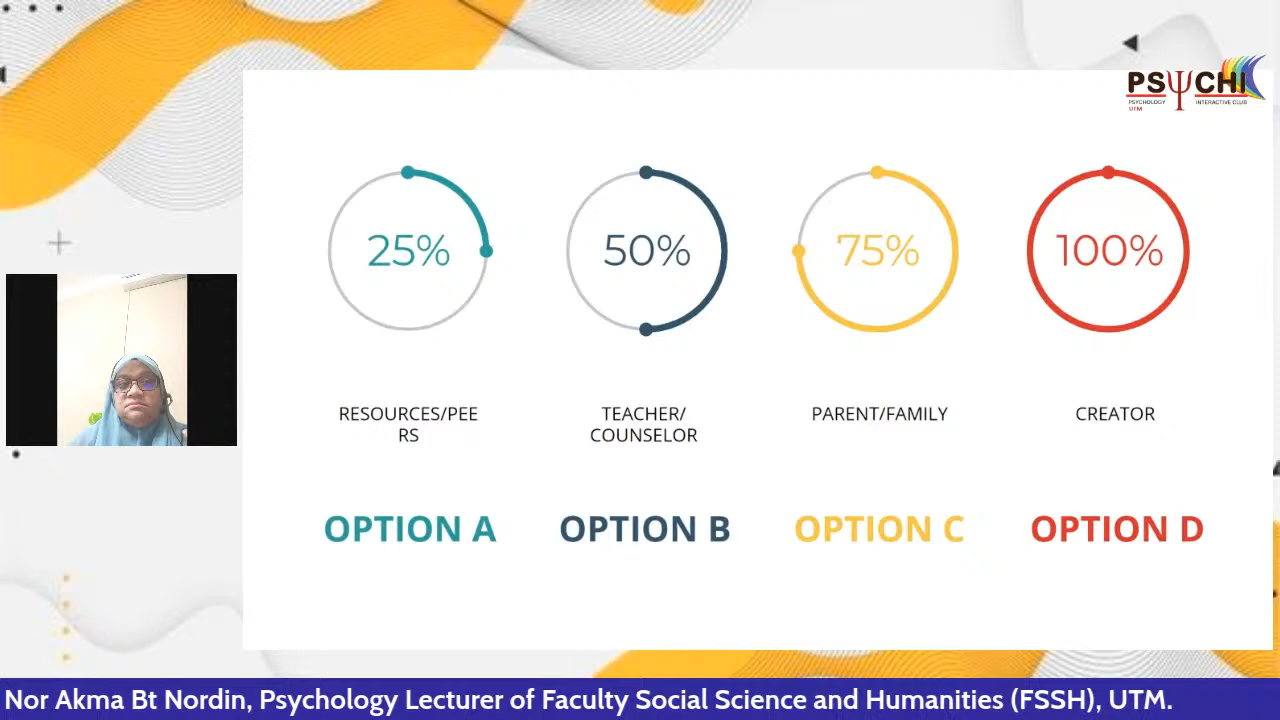 PSYCHI
PSYCHOLOGY INTERACTIVE CLUB
UTM
25%
50%
75%
100%
RESOURCES/PEE
RS
TEACHER/
COUNSELOR
PARENT/FAMILY
CREATOR
OPTION A
OPTION B
OPTION C
OPTION D
Nor Akma Bt Nordin, Psychology Lecturer of Faculty Social Science and Humanities (FSSH), UTM.